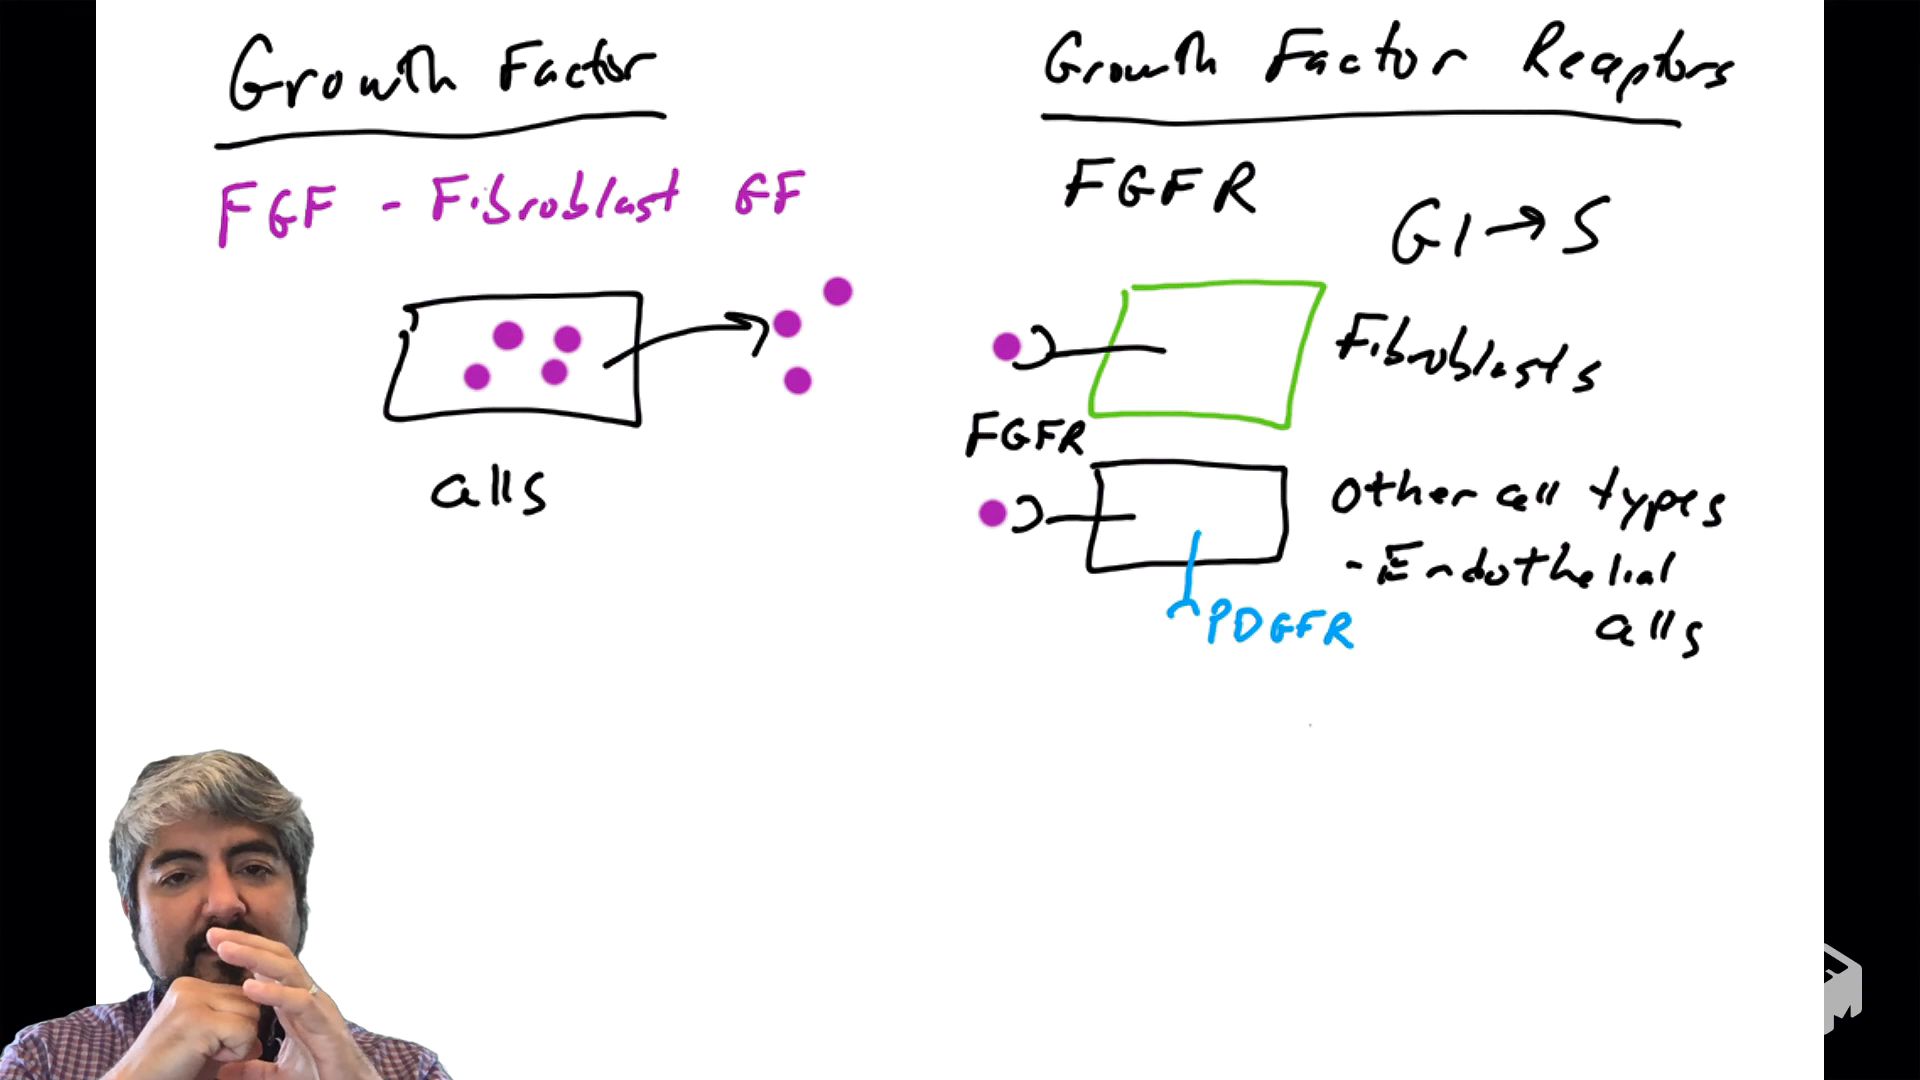 Growth Factor
FGF - Fibroblast GF
cells
Growth Factor Receptors
FGFR
G1 → S
Fibroblasts
FGFR
Other cell types
- Endothelial
cells
PDGFR
M